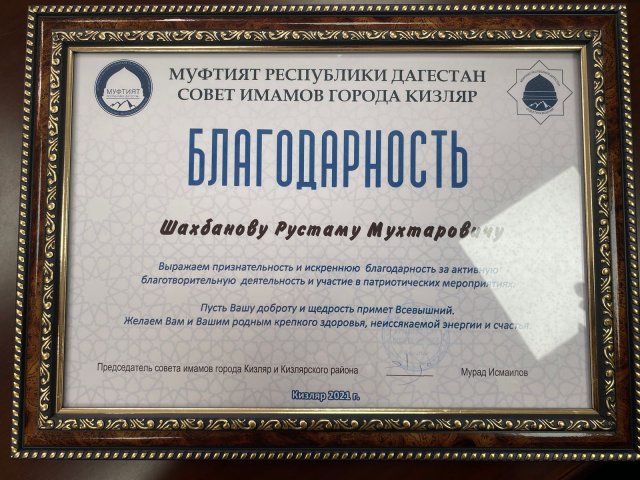 МУФТИЯТ РЕСПУБЛИКИ ДАГЕСТАН
СОВЕТ ИМАМОВ ГОРОДА КИЗЛЯР
МУФТИЯТ
БЛАГОДАРНОСТЬ
Шахбанову Рустаму Мухтаровичу
Выражаем признательность и искреннюю благодарность за активную
благотворительную деятельность и участие в патриотических мероприятиях.
Пусть Вашу доброту и щедрость примет Всевышний.
Желаем Вам и Вашим родным крепкого здоровья, неиссякаемой энергии и счастья.
Председатель совета имамов города Кизляр и Кизлярского района
Мурад Исмаилов
Кизляр 2021 г.